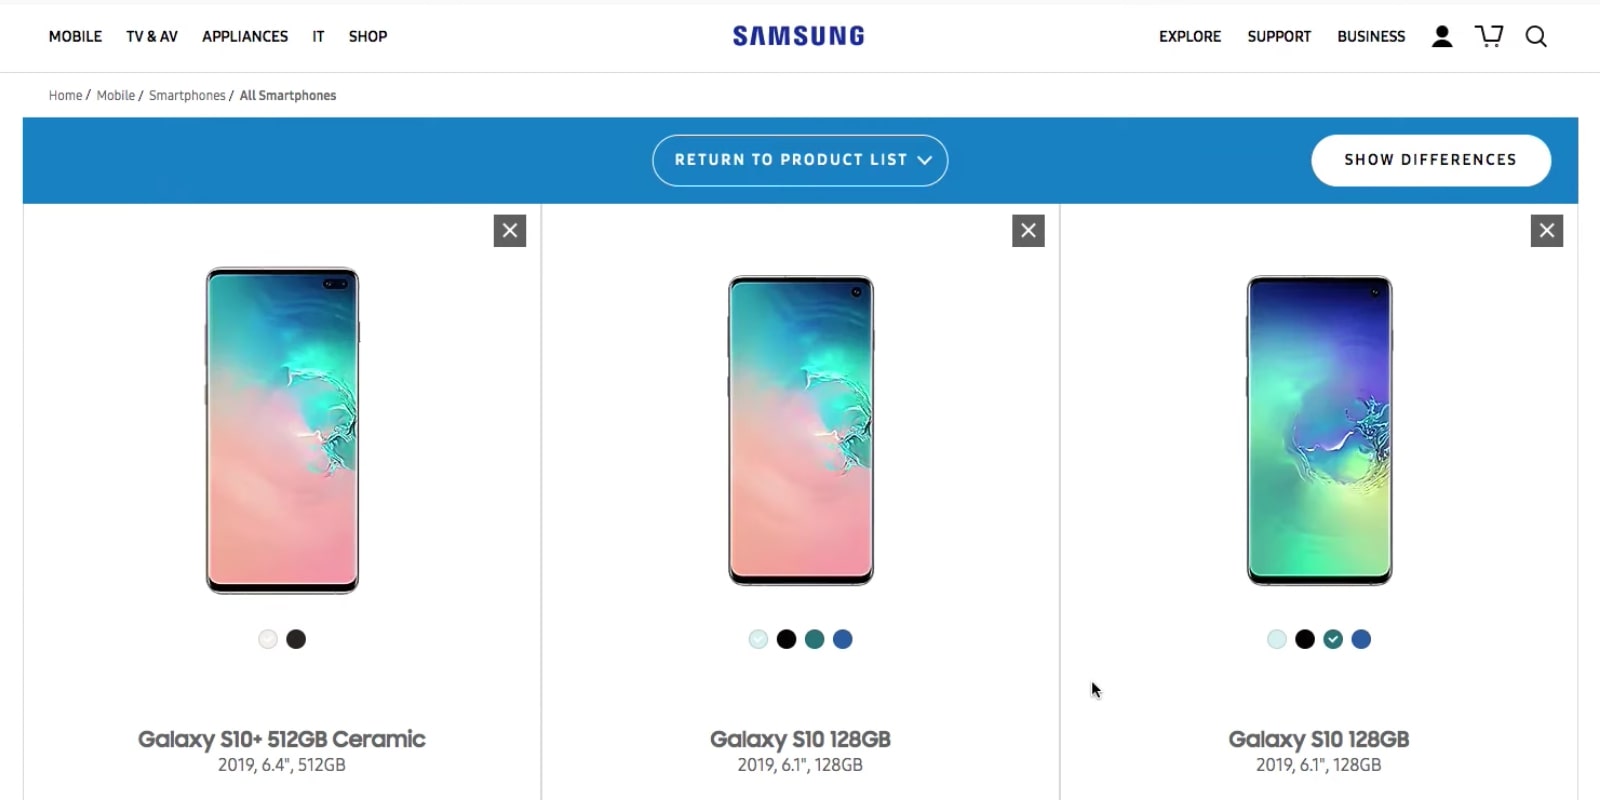 MOBILE TV & AV APPLIANCES IT SHOP SAMSUNG EXPLORE SUPPORT BUSINESS
Home / Mobile / Smartphones / All Smartphones
RETURN TO PRODUCT LIST SHOW DIFFERENCES
Galaxy S10+ 512GB Ceramic
2019, 6.4", 512GB
Galaxy S10 128GB
2019, 6.1", 128GB
Galaxy S10 128GB
2019, 6.1", 128GB